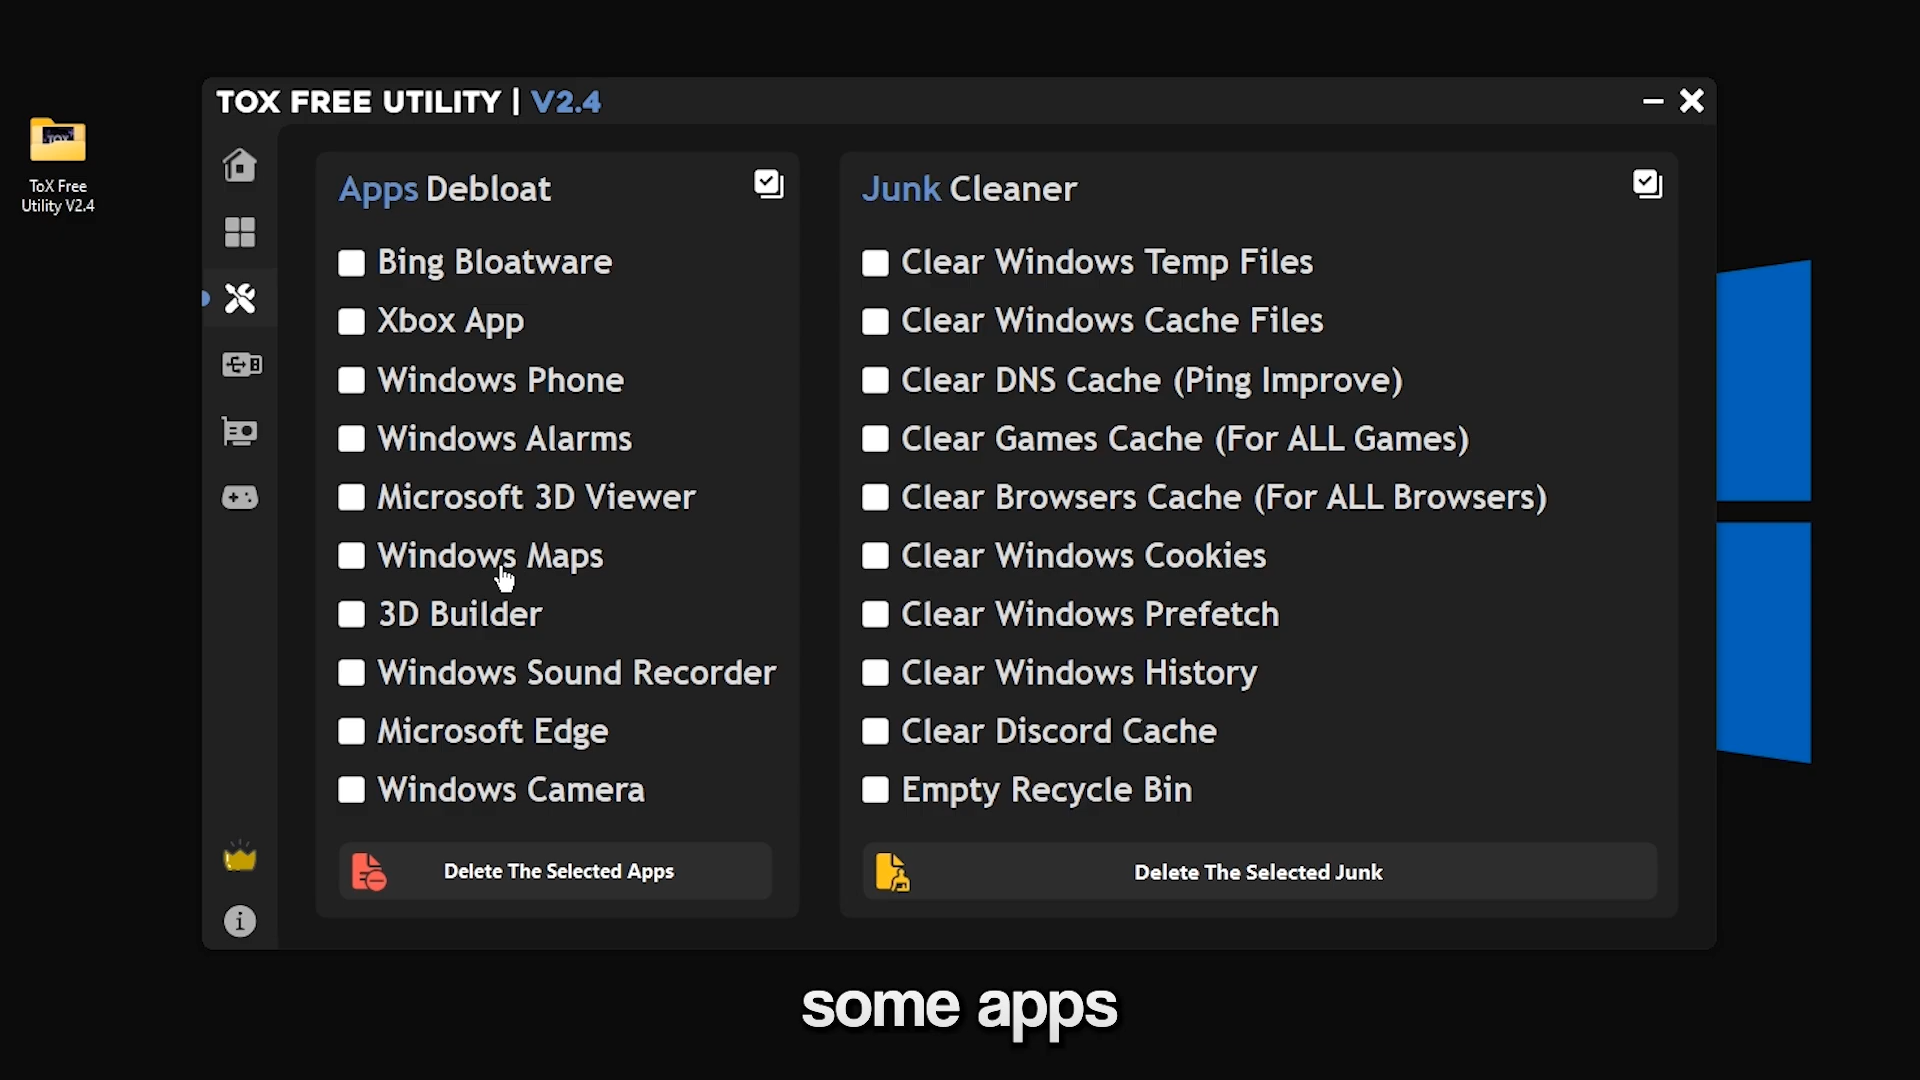 TOX FREE UTILITY | V2.4
TOX
ToX Free
Utility V2.4
Apps Debloat
Bing Bloatware
Xbox App
Windows Phone
Windows Alarms
Microsoft 3D Viewer
Windows Maps
3D Builder
Windows Sound Recorder
Microsoft Edge
Windows Camera
Delete The Selected Apps
Junk Cleaner
Clear Windows Temp Files
Clear Windows Cache Files
Clear DNS Cache (Ping Improve)
Clear Games Cache (For ALL Games)
Clear Browsers Cache (For ALL Browsers)
Clear Windows Cookies
Clear Windows Prefetch
Clear Windows History
Clear Discord Cache
Empty Recycle Bin
Delete The Selected Junk
some apps